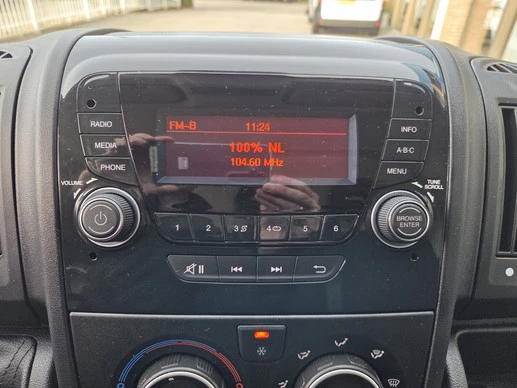 FM-B 11:24
100% NL
104.60 MHz
RADIO
MEDIA
PHONE
INFO
A-B-C
MENU
VOLUME - +
TUNE
SCROLL
BROWSE
ENTER
1 2 3 4 5 6